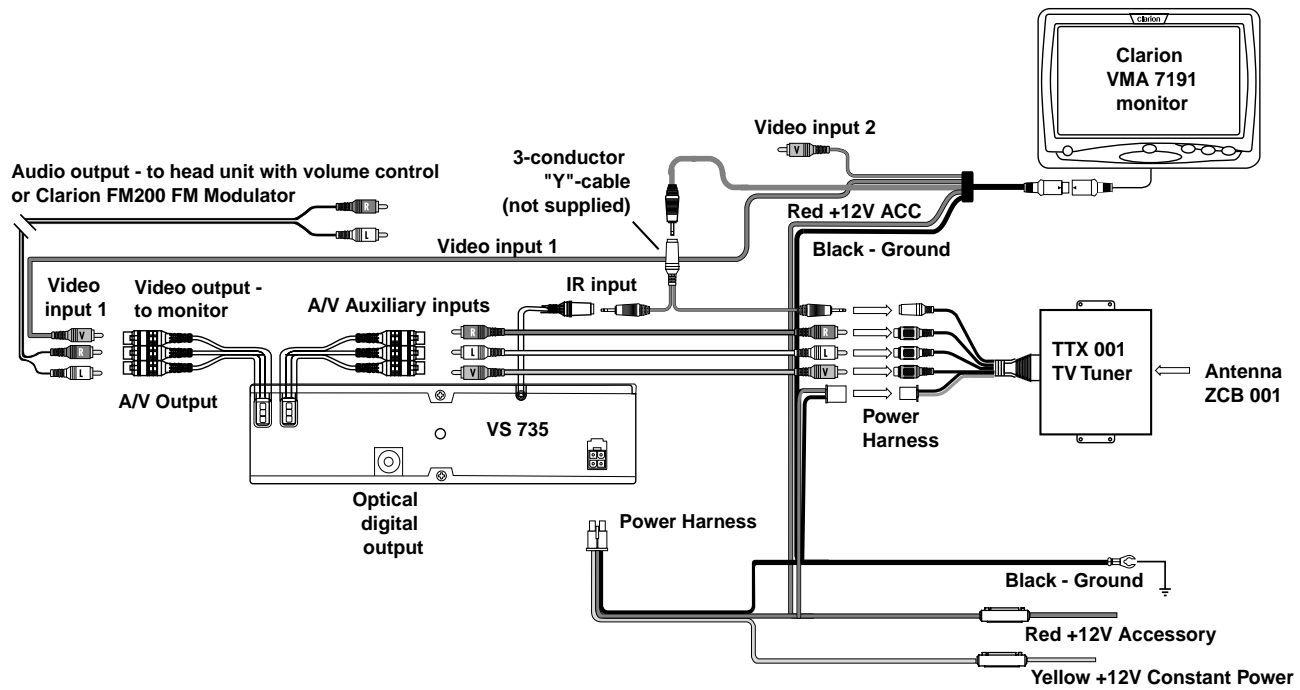 clarion
Clarion
VMA 7191
monitor
Video input 2
V
3-conductor
"Y"-cable
(not supplied)
Audio output - to head unit with volume control
or Clarion FM200 FM Modulator
R
L
Red +12V ACC
Video input 1
Black - Ground
Video
input 1
Video output -
to monitor
A/V Auxiliary inputs
IR input
V
R
L
R
L
V
R
L
V
TTX 001
TV Tuner
Antenna
ZCB 001
A/V Output
VS 735
Power
Harness
Optical
digital
output
Power Harness
Black - Ground
Red +12V Accessory
Yellow +12V Constant Power